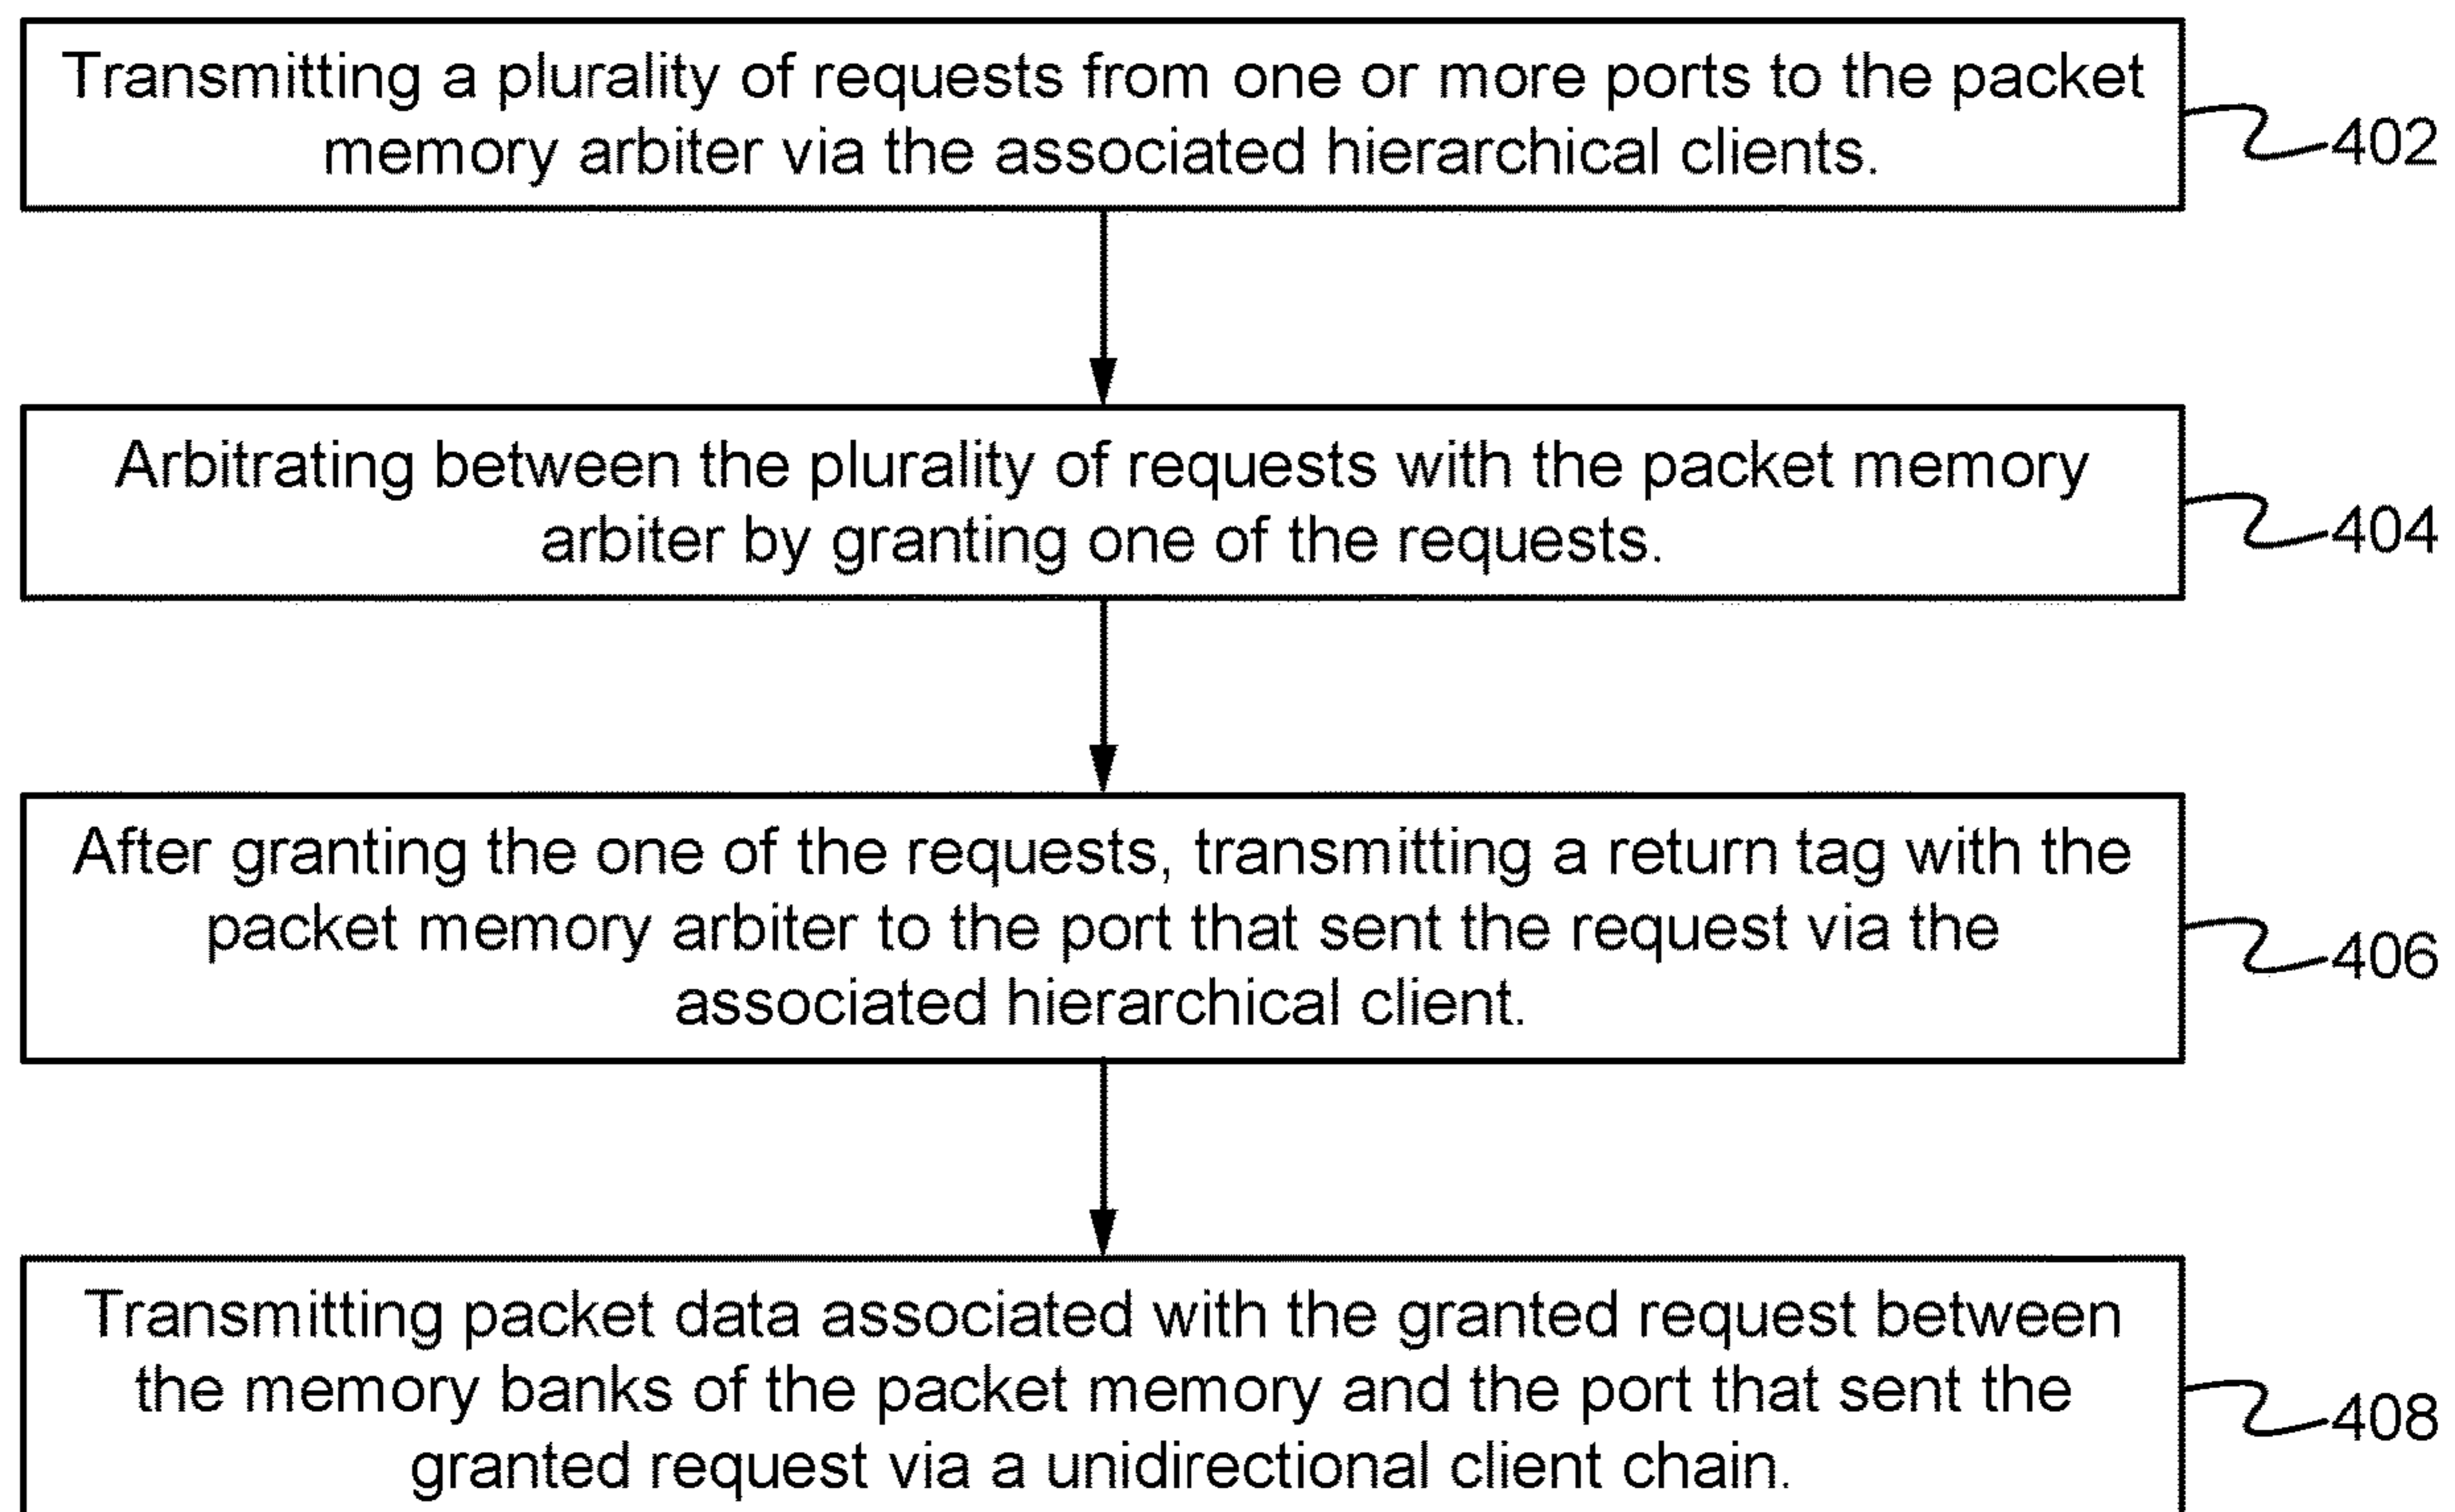 Transmitting a plurality of requests from one or more ports to the packet
memory arbiter via the associated hierarchical clients.
402
Arbitrating between the plurality of requests with the packet memory
arbiter by granting one of the requests.
404
After granting the one of the requests, transmitting a return tag with the
packet memory arbiter to the port that sent the request via the
associated hierarchical client.
406
Transmitting packet data associated with the granted request between
the memory banks of the packet memory and the port that sent the
granted request via a unidirectional client chain.
408